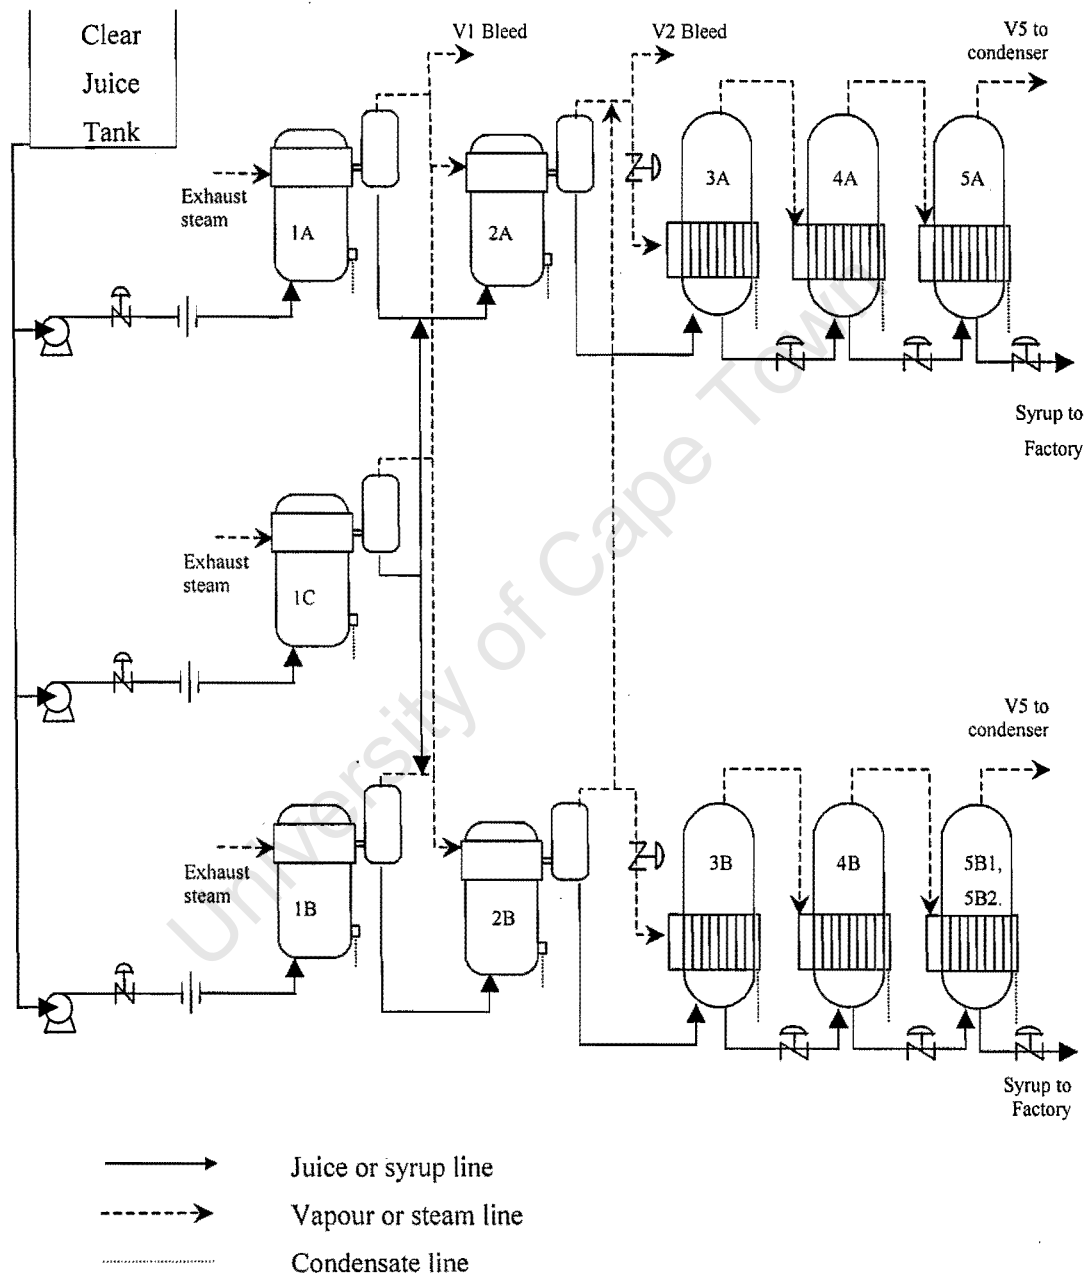 Clear
Juice
Tank
V1 Bleed
V2 Bleed
V5 to
condenser
Exhaust
steam
1A
2A
3A
4A
5A
Syrup to
Factory
Exhaust
steam
1C
University of Cape Town
V5 to
condenser
Exhaust
steam
1B
2B
3B
4B
5B1,
5B2.
Syrup to
Factory
Juice or syrup line
Vapour or steam line
Condensate line